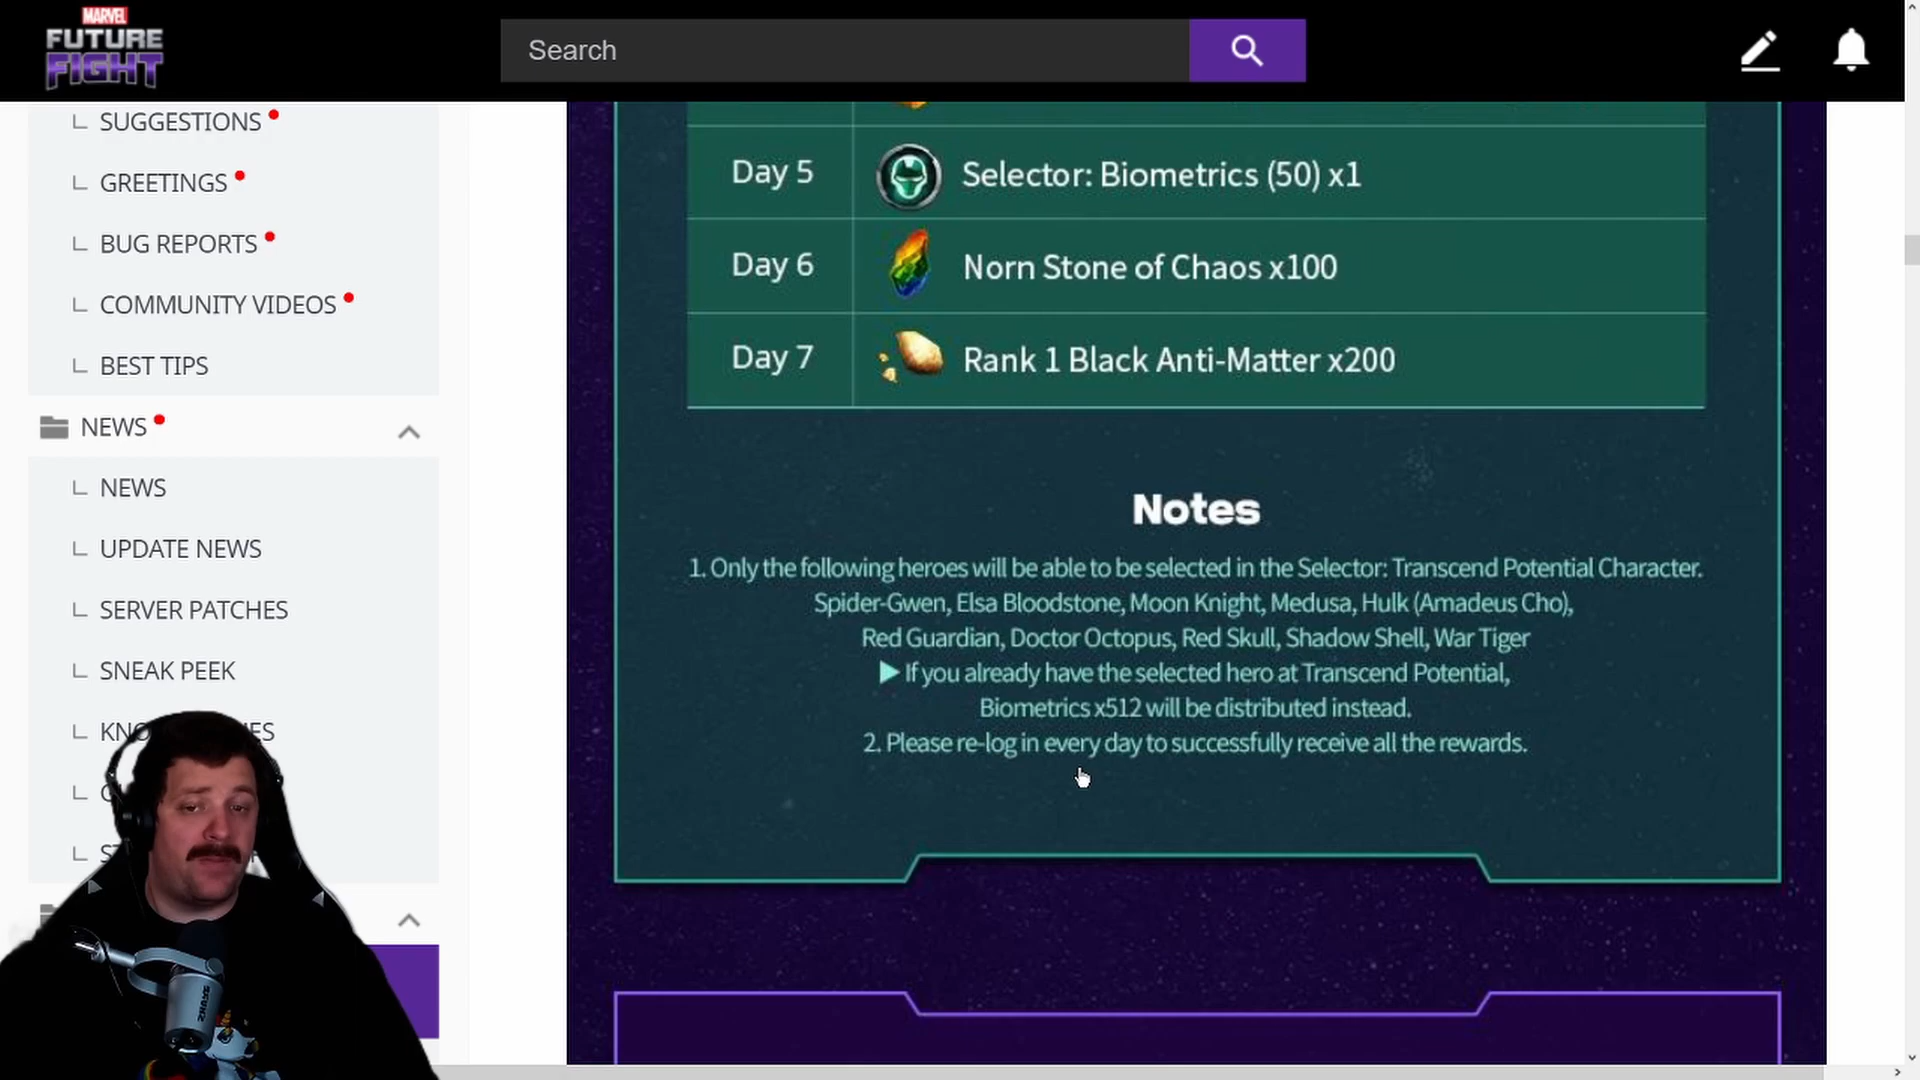 MARVEL
FUTURE
FIGHT
Search
SUGGESTIONS
GREETINGS
BUG REPORTS
COMMUNITY VIDEOS
BEST TIPS
NEWS
NEWS
UPDATE NEWS
SERVER PATCHES
SNEAK PEEK
Day 5
Selector: Biometrics (50) x1
Day 6
Norn Stone of Chaos x100
Day 7
Rank 1 Black Anti-Matter x200
Notes
1. Only the following heroes will be able to be selected in the Selector: Transcend Potential Character.
Spider-Gwen, Elsa Bloodstone, Moon Knight, Medusa, Hulk (Amadeus Cho),
Red Guardian, Doctor Octopus, Red Skull, Shadow Shell, War Tiger
▶ If you already have the selected hero at Transcend Potential,
Biometrics x512 will be distributed instead.
2. Please re-log in every day to successfully receive all the rewards.